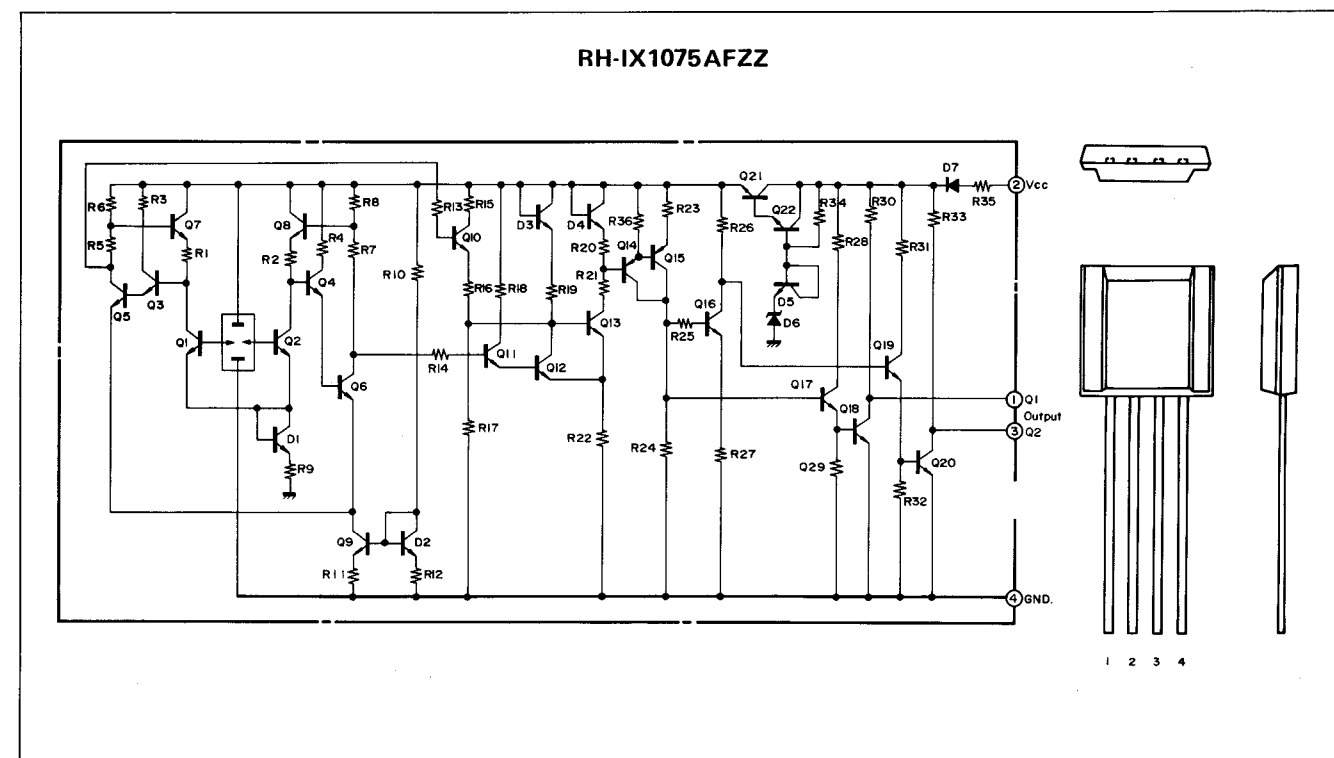 RH-IX1075AFZZ
R6 R3 Q7 R5 R1 Q5 Q3 Q1
Q8 R2 R4 Q4 Q2 R8 R7 Q6 D1 R9
R10 Q9 D2 R11 R12
R13 R15 Q10 R16 R14 Q11 R18 R17
D3 R19 Q12 D4 R20 R21 Q13 R22
R36 Q14 R23 Q15 R25 R24
R26 Q16 R27
Q21 Q22 R34 D5 D6
R28 R30 Q17 Q18 Q29
R31 Q19 R33 R32 Q20
D7 R35
2 Vcc
1 Q1
Output
3 Q2
4 GND.
1 2 3 4